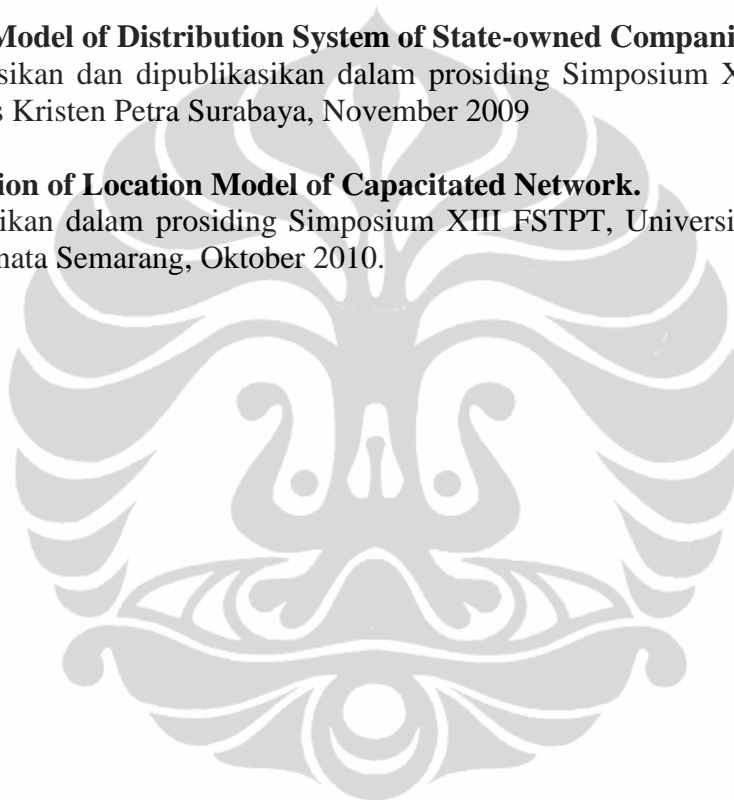 Model of Distribution System of State-owned Compani
sikan dan dipublikasikan dalam prosiding Simposium X
s Kristen Petra Surabaya, November 2009
ion of Location Model of Capacitated Network.
ikan dalam prosiding Simposium XIII FSTPT, Universi
nata Semarang, Oktober 2010.